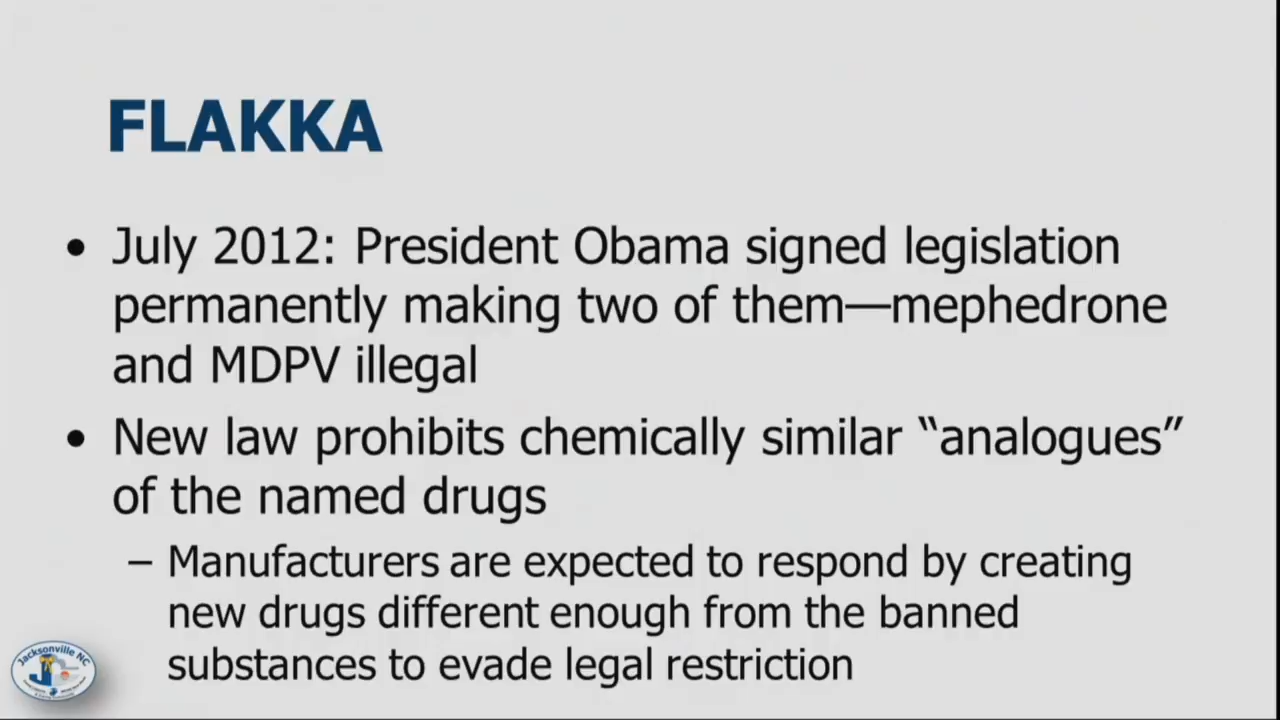 FLAKKA
• July 2012: President Obama signed legislation
permanently making two of them—mephedrone
and MDPV illegal
• New law prohibits chemically similar “analogues”
of the named drugs
– Manufacturers are expected to respond by creating
new drugs different enough from the banned
substances to evade legal restriction
Jacksonville NC